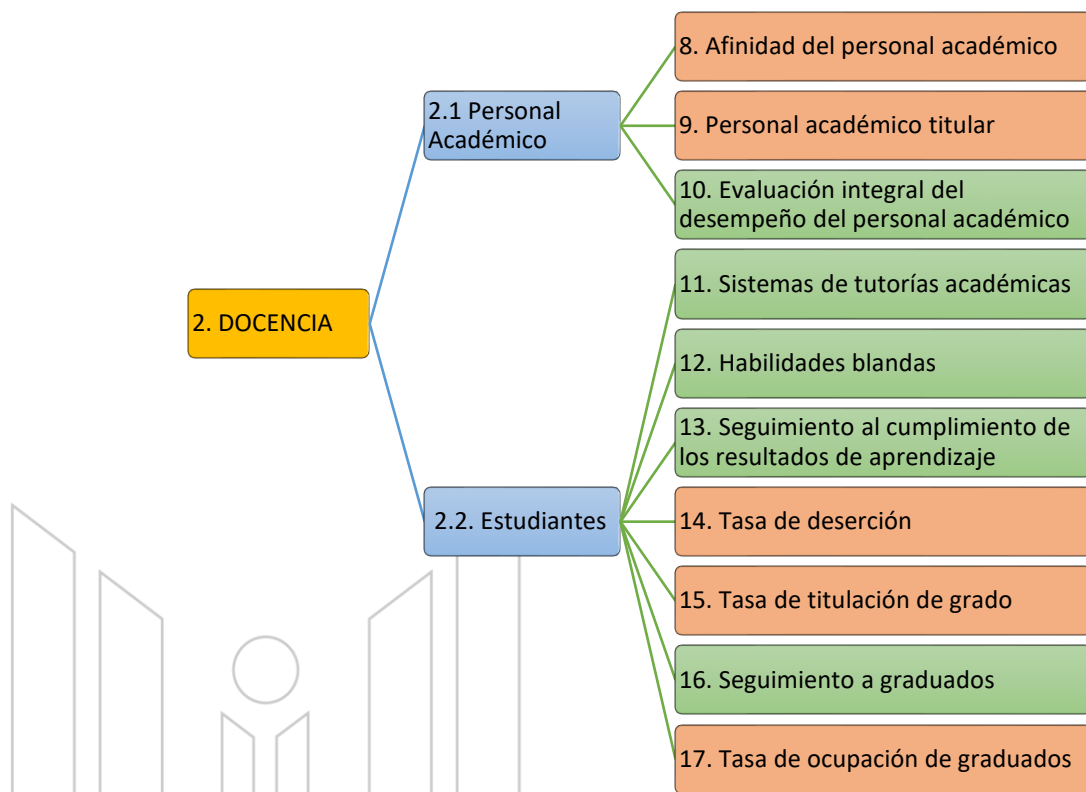 2. DOCENCIA
2.1 Personal
Académico
8. Afinidad del personal académico
9. Personal académico titular
10. Evaluación integral del
desempeño del personal académico
2.2. Estudiantes
11. Sistemas de tutorías académicas
12. Habilidades blandas
13. Seguimiento al cumplimiento de
los resultados de aprendizaje
14. Tasa de deserción
15. Tasa de titulación de grado
16. Seguimiento a graduados
17. Tasa de ocupación de graduados